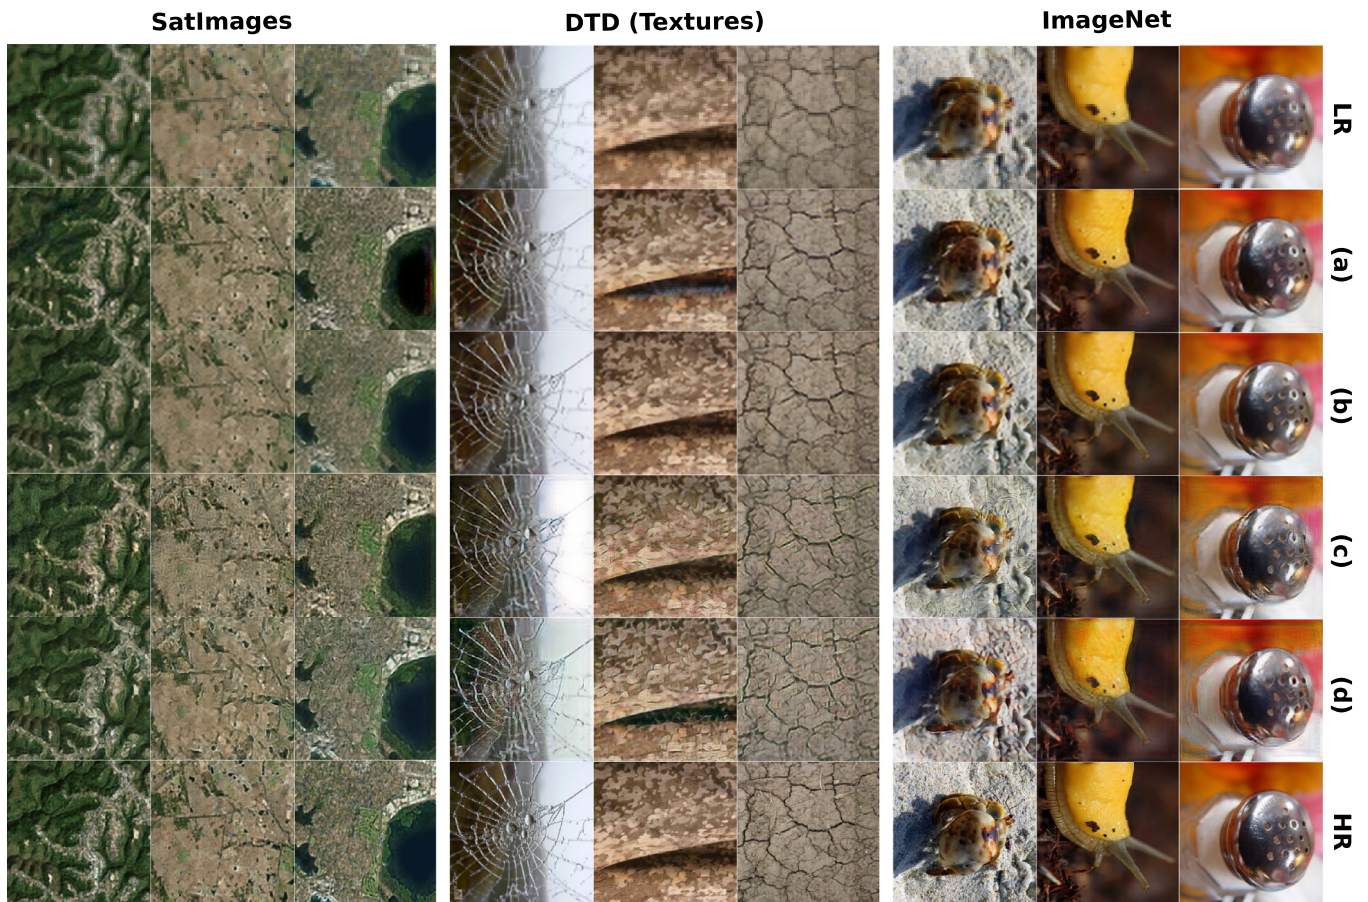 SatImages
DTD (Textures)
ImageNet
LR
(a)
(b)
(c)
(d)
HR